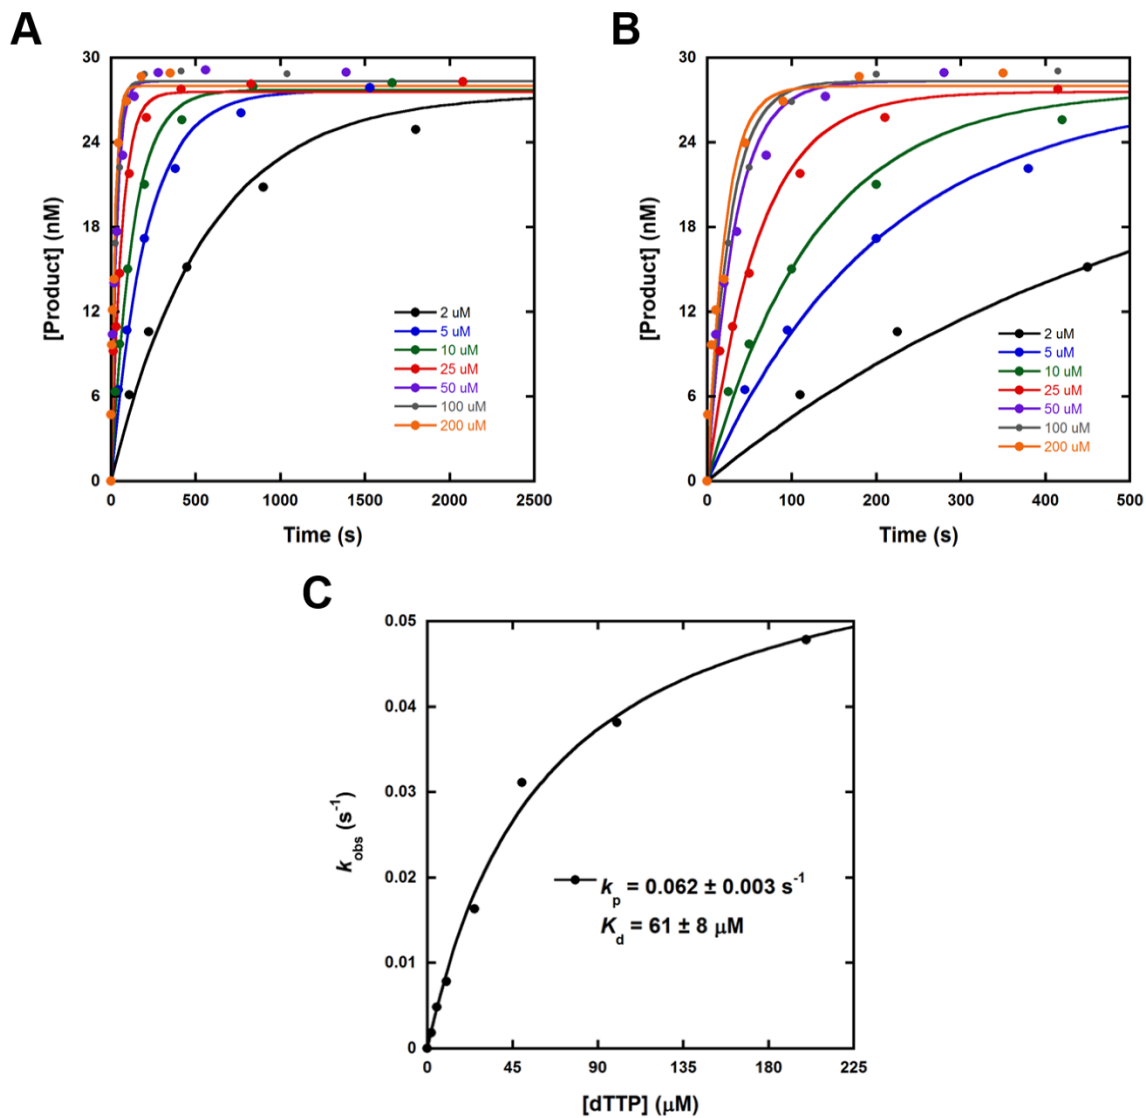 A
B
30
24
18
12
6
0
[Product] (nM)
2 uM
5 uM
10 uM
25 uM
50 uM
100 uM
200 uM
0
500
1000
1500
2000
2500
Time (s)
30
24
18
12
6
0
[Product] (nM)
2 uM
5 uM
10 uM
25 uM
50 uM
100 uM
200 uM
0
100
200
300
400
500
Time (s)
C
0.05
0.04
0.03
0.02
0.01
0
k_obs (s⁻¹)
k_p = 0.062 ± 0.003 s⁻¹
K_d = 61 ± 8 μM
0
45
90
135
180
225
[dTTP] (μM)